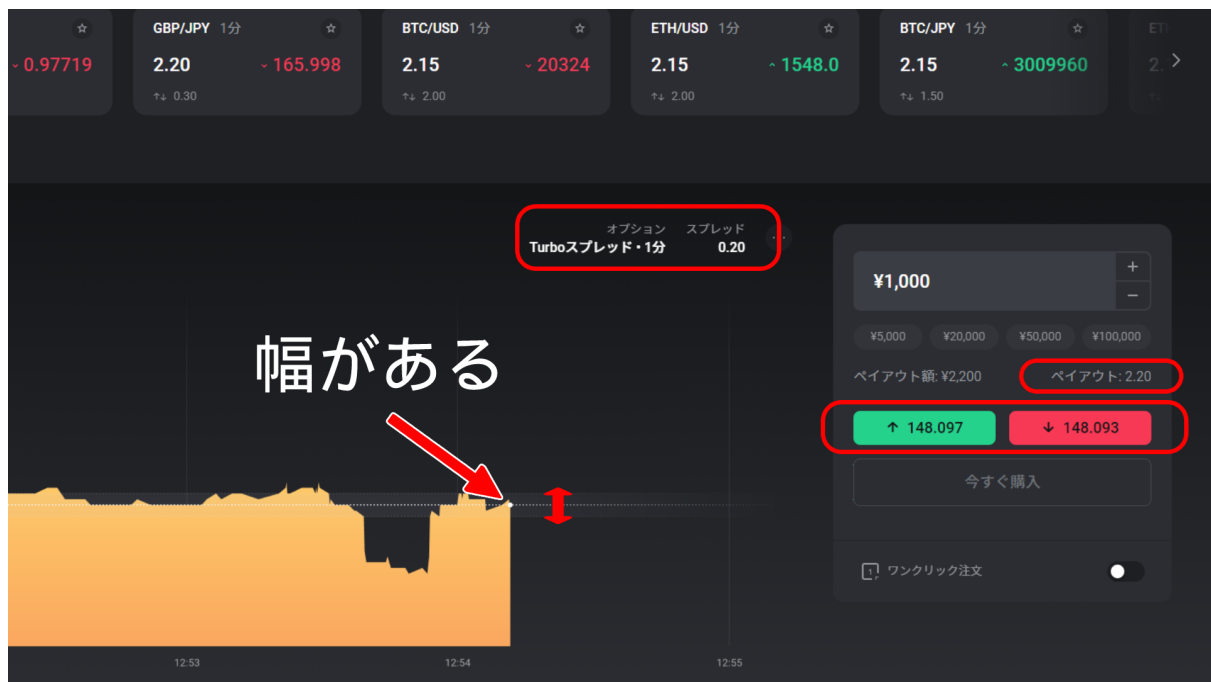 GBP/JPY 1分
BTC/USD 1分
ETH/USD 1分
BTC/JPY 1分
0.97719
2.20 165.998
2.15 20324
2.15 1548.0
2.15 3009960
2.
↑↓ 0.30
↑↓ 2.00
↑↓ 2.00
↑↓ 1.50
オプション スプレッド
Turboスプレッド・1分 0.20
¥1,000
+
−
¥5,000 ¥20,000 ¥50,000 ¥100,000
ペイアウト額: ¥2,200 ペイアウト: 2.20
↑ 148.097 ↓ 148.093
今すぐ購入
ワンクリック注文
幅がある
12:53 12:54 12:55